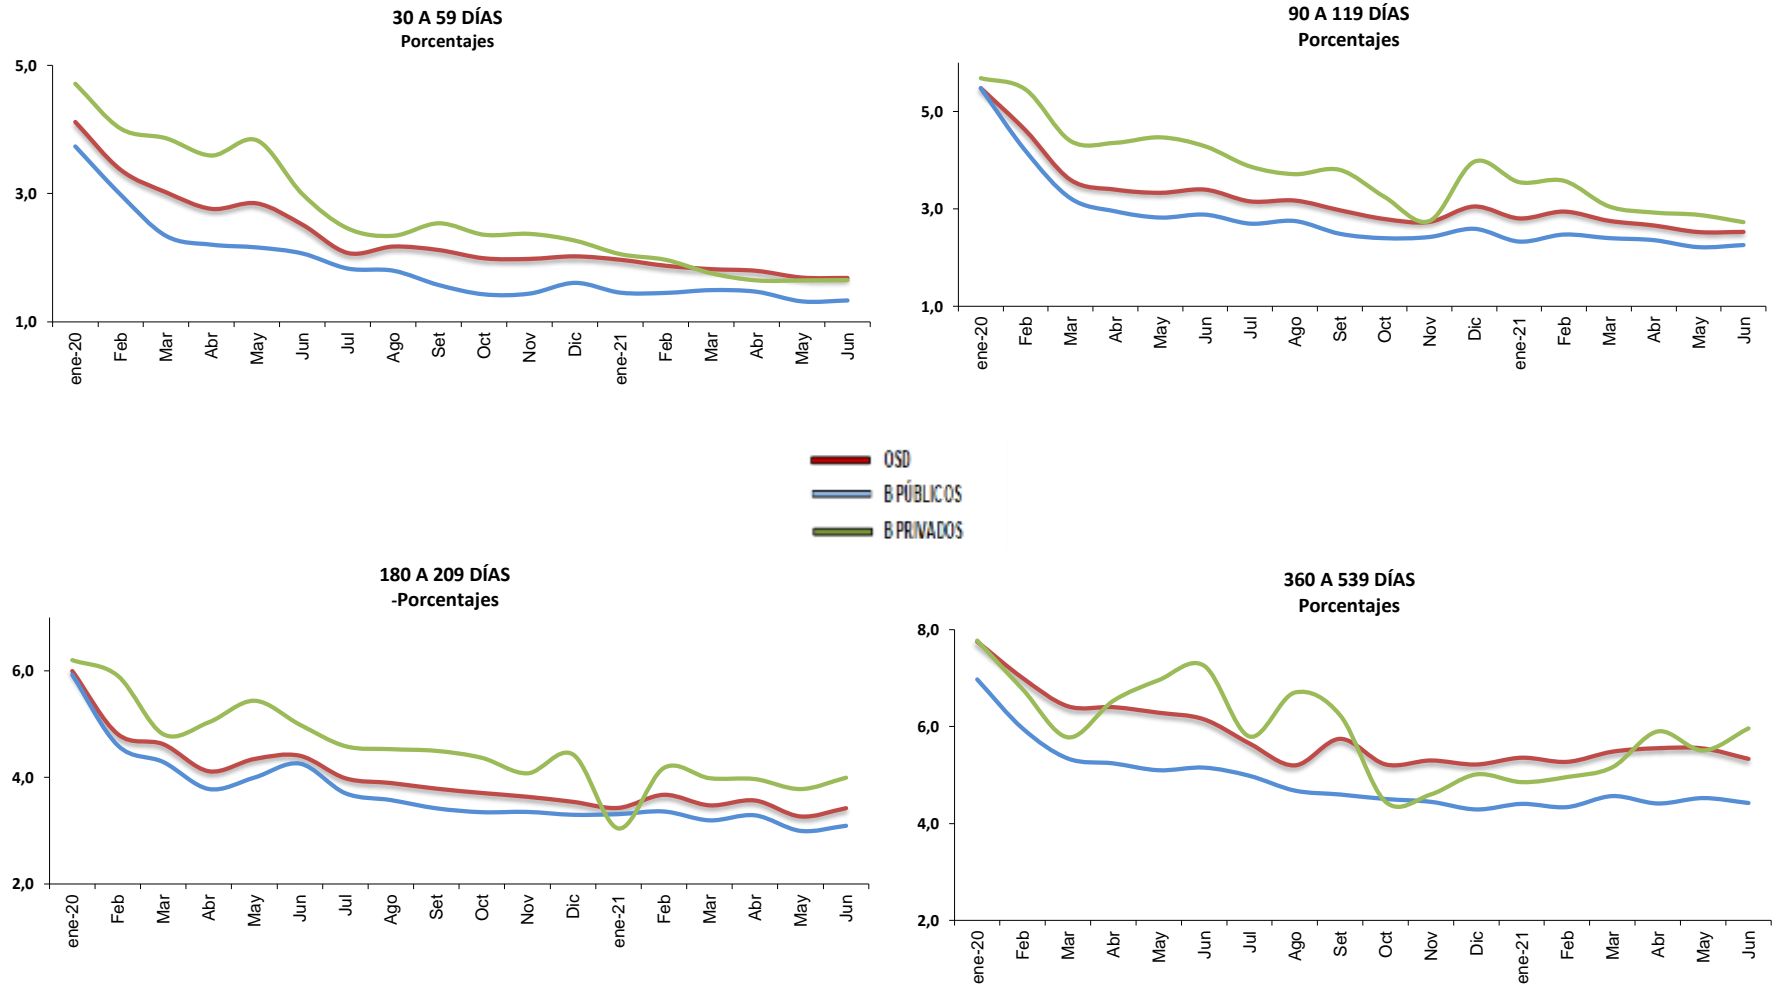 30 A 59 DÍAS
Porcentajes
5,0
3,0
1,0
ene-20 Feb Mar Abr May Jun Jul Ago Set Oct Nov Dic ene-21 Feb Mar Abr May Jun
90 A 119 DÍAS
Porcentajes
5,0
3,0
1,0
ene-20 Feb Mar Abr May Jun Jul Ago Set Oct Nov Dic ene-21 Feb Mar Abr May Jun
OSD
B PÚBLICOS
B PRIVADOS
180 A 209 DÍAS
-Porcentajes
6,0
4,0
2,0
ene-20 Feb Mar Abr May Jun Jul Ago Set Oct Nov Dic ene-21 Feb Mar Abr May Jun
360 A 539 DÍAS
Porcentajes
8,0
6,0
4,0
2,0
ene-20 Feb Mar Abr May Jun Jul Ago Set Oct Nov Dic ene-21 Feb Mar Abr May Jun